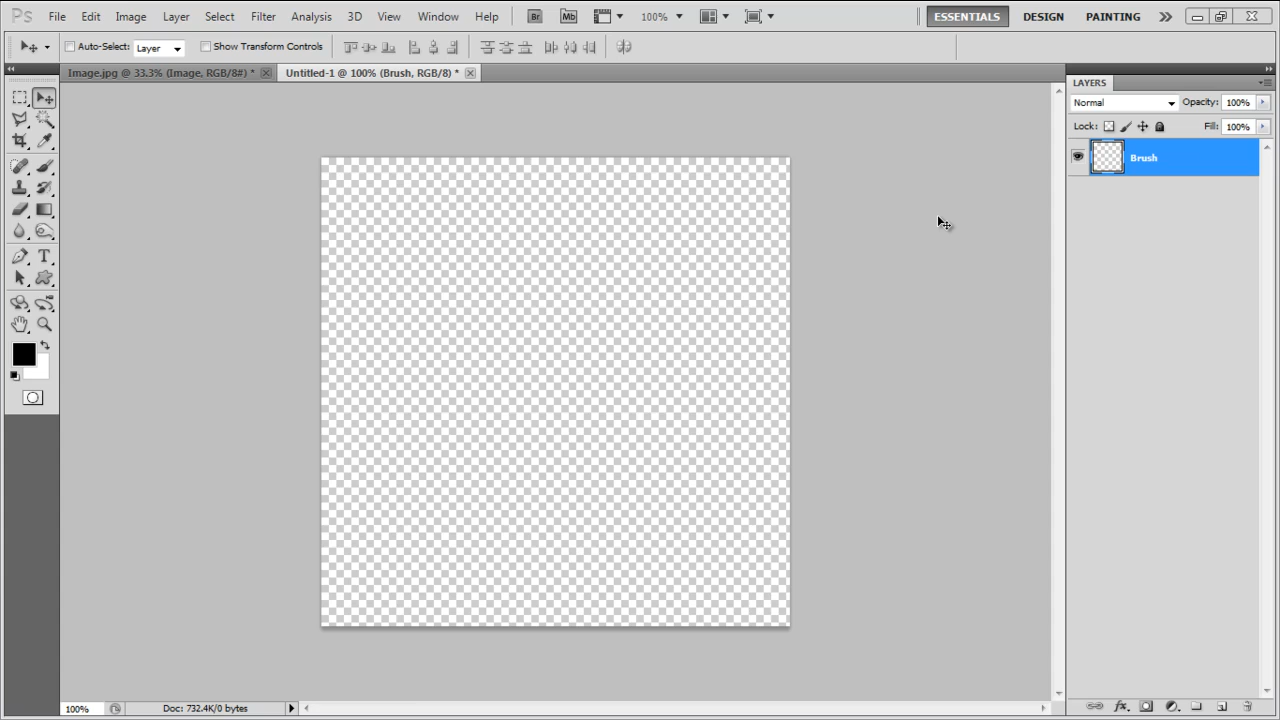 Ps File Edit Image Layer Select Filter Analysis 3D View Window Help Br Mb 100% ESSENTIALS DESIGN PAINTING
Auto-Select: Layer Show Transform Controls
Image.jpg @ 33.3% (Image, RGB/8#) * Untitled-1 @ 100% (Brush, RGB/8) *
LAYERS
Normal Opacity: 100%
Lock: Fill: 100%
Brush
T
100% Doc: 732.4K/0 bytes
fx